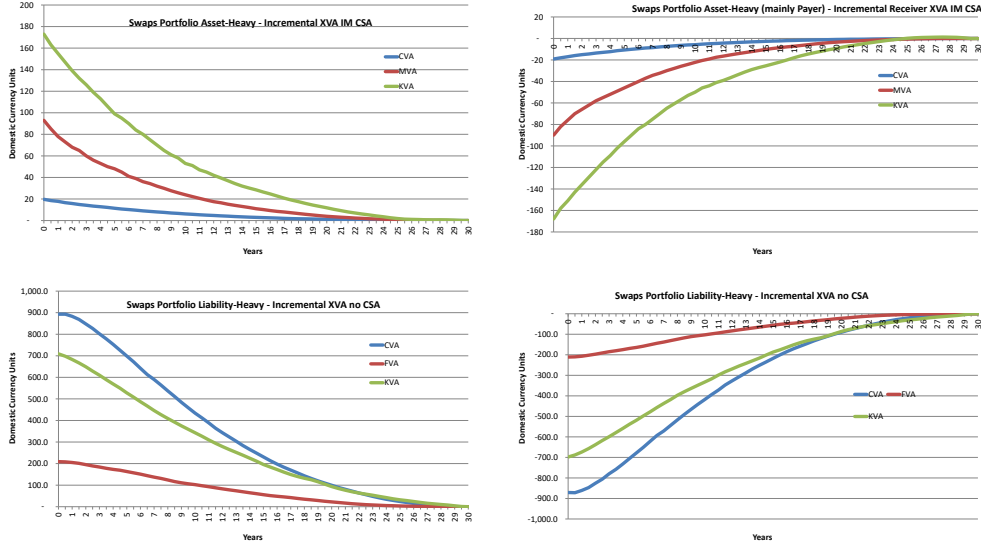 Swaps Portfolio Asset-Heavy - Incremental XVA IM CSA
Domestic Currency Units
200
180
160
140
120
100
80
60
40
20
-
CVA
MVA
KVA
0 1 2 3 4 5 6 7 8 9 10 11 12 13 14 15 16 17 18 19 20 21 22 23 24 25 26 27 28 29 30
Years
Swaps Portfolio Asset-Heavy (mainly Payer) - Incremental Receiver XVA IM CSA
Domestic Currency Units
20
-
-20
-40
-60
-80
-100
-120
-140
-160
-180
0 1 2 3 4 5 6 7 8 9 10 11 12 13 14 15 16 17 18 19 20 21 22 23 24 25 26 27 28 29 30
CVA
MVA
KVA
Years
Swaps Portfolio Liability-Heavy - Incremental XVA no CSA
Domestic Currency Units
1,000.0
900.0
800.0
700.0
600.0
500.0
400.0
300.0
200.0
100.0
-
CVA
FVA
KVA
0 1 2 3 4 5 6 7 8 9 10 11 12 13 14 15 16 17 18 19 20 21 22 23 24 25 26 27 28 29 30
Years
Swaps Portfolio Liability-Heavy - Incremental XVA no CSA
Domestic Currency Units
-
-100.0
-200.0
-300.0
-400.0
-500.0
-600.0
-700.0
-800.0
-900.0
-1,000.0
0 1 2 3 4 5 6 7 8 9 10 11 12 13 14 15 16 17 18 19 20 21 22 23 24 25 26 27 28 29 30
CVA FVA
KVA
Years